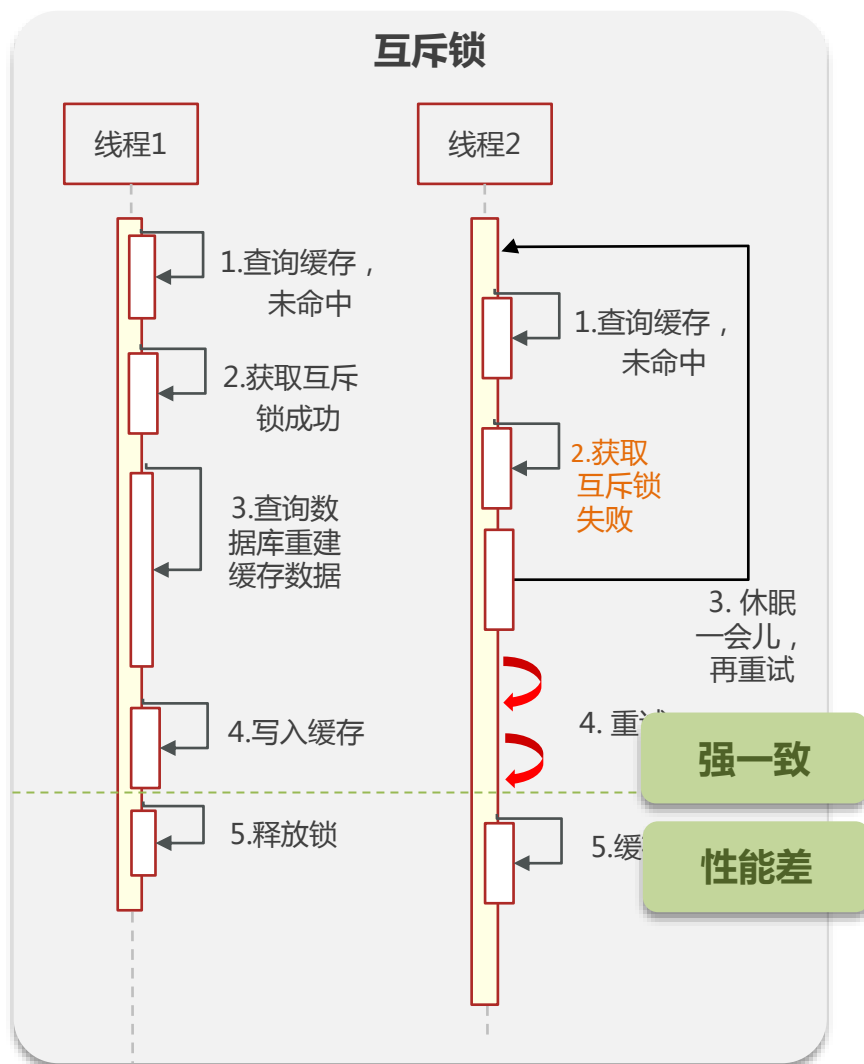 互斥锁
线程1
线程2
1.查询缓存，
未命中
2.获取互斥
锁成功
3.查询数
据库重建
缓存数据
4.写入缓存
5.释放锁
1.查询缓存，
未命中
2.获取
互斥锁
失败
3. 休眠
一会儿，
再重试
4. 重
强一致
5.缓
性能差